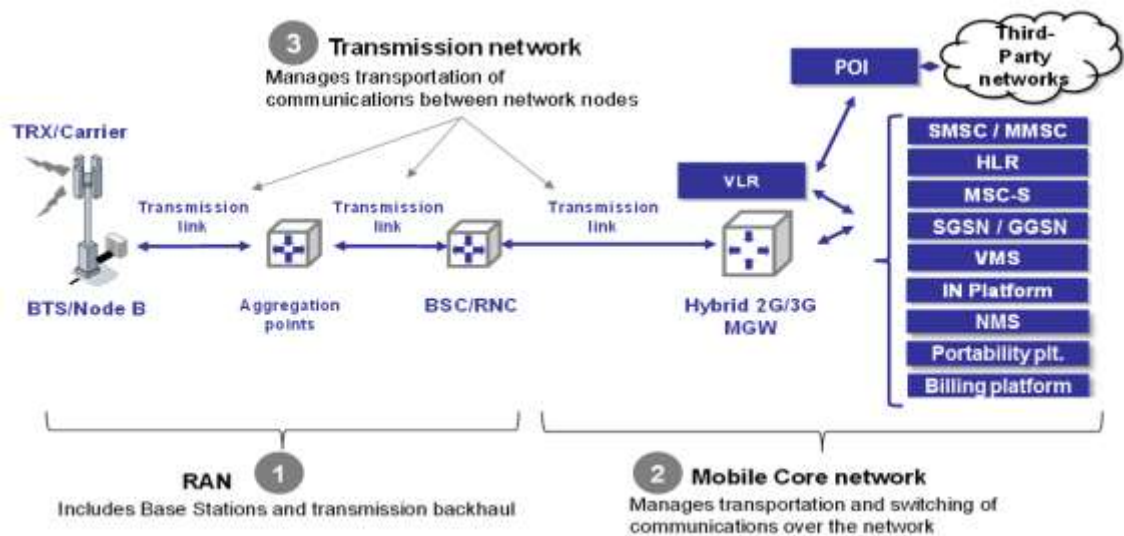 3 Transmission network
Manages transportation of
communications between network nodes
Third-
Party
networks
POI
TRX/Carrier
SMSC / MMSC
HLR
MSC-S
SGSN / GGSN
VMS
IN Platform
NMS
Portability plt.
Billing platform
VLR
Transmission
link
Transmission
link
Transmission
link
BTS/Node B
Aggregation
points
BSC/RNC
Hybrid 2G/3G
MGW
RAN 1
Includes Base Stations and transmission backhaul
2 Mobile Core network
Manages transportation and switching of
communications over the network